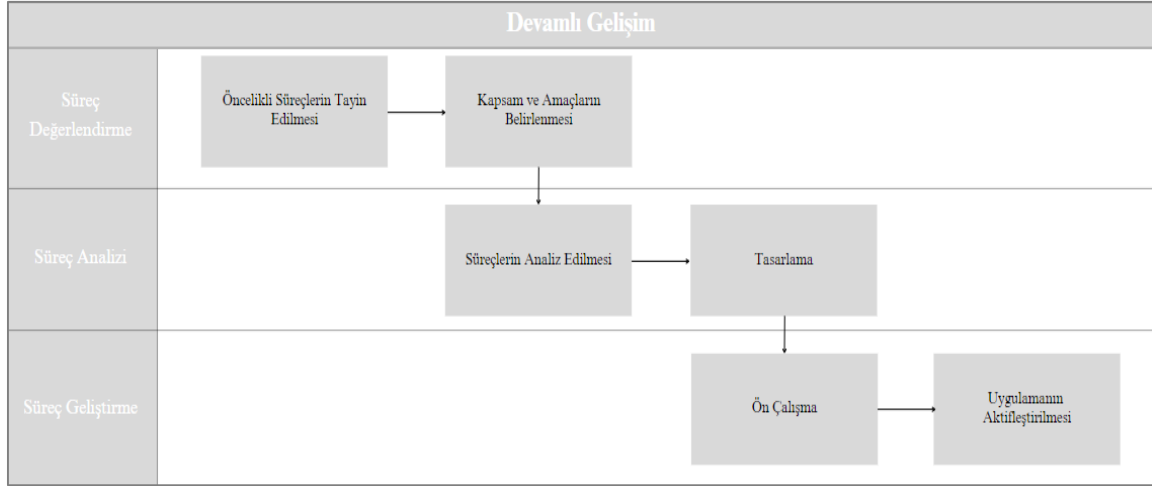 Devamlı Gelişim
Süreç
Değerlendirme
Öncelikli Süreçlerin Tayin
Edilmesi
Kapsam ve Amaçların
Belirlenmesi
Süreç Analizi
Süreçlerin Analiz Edilmesi
Tasarlama
Süreç Geliştirme
Ön Çalışma
Uygulamanın
Aktifleştirilmesi